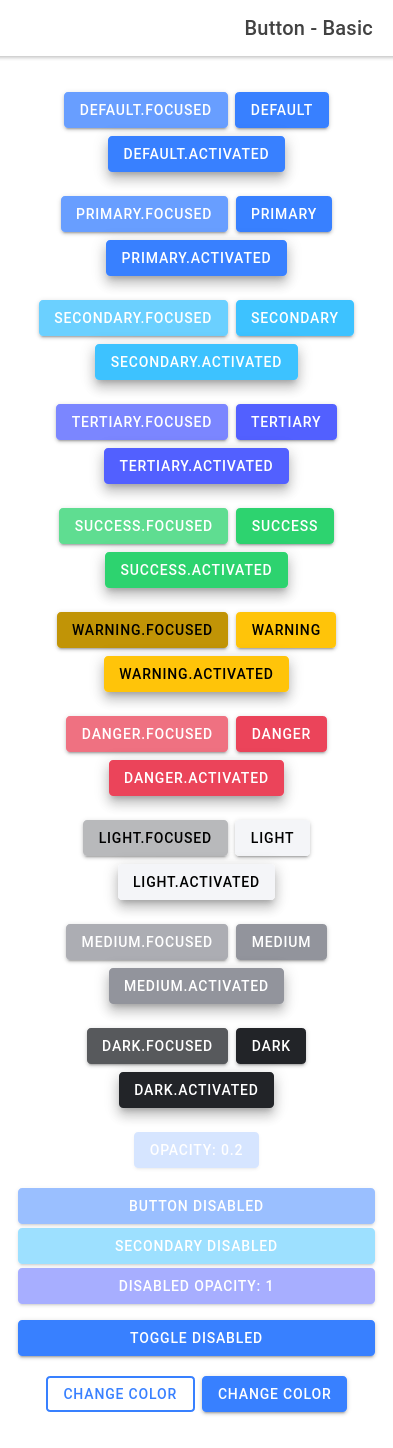 Button - Basic
DEFAULT.FOCUSED DEFAULT
DEFAULT.ACTIVATED
PRIMARY.FOCUSED PRIMARY
PRIMARY.ACTIVATED
SECONDARY.FOCUSED SECONDARY
SECONDARY.ACTIVATED
TERTIARY.FOCUSED TERTIARY
TERTIARY.ACTIVATED
SUCCESS.FOCUSED SUCCESS
SUCCESS.ACTIVATED
WARNING.FOCUSED WARNING
WARNING.ACTIVATED
DANGER.FOCUSED DANGER
DANGER.ACTIVATED
LIGHT.FOCUSED LIGHT
LIGHT.ACTIVATED
MEDIUM.FOCUSED MEDIUM
MEDIUM.ACTIVATED
DARK.FOCUSED DARK
DARK.ACTIVATED
OPACITY: 0.2
BUTTON DISABLED
SECONDARY DISABLED
DISABLED OPACITY: 1
TOGGLE DISABLED
CHANGE COLOR CHANGE COLOR